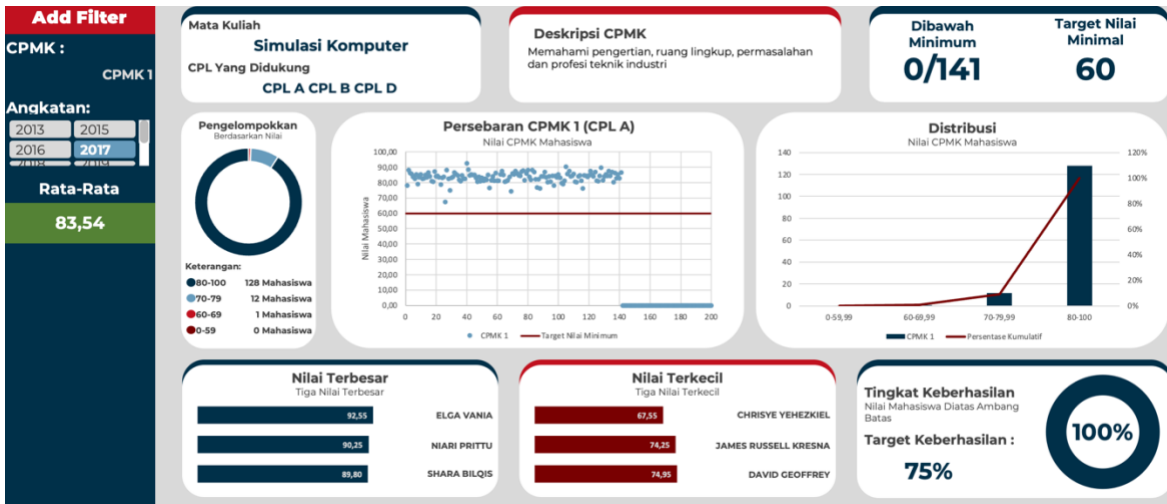 Add Filter
CPMK :
CPMK 1
Angkatan:
2013 2015
2016 2017
2018 2019
Rata-Rata
83,54
Mata Kuliah
Simulasi Komputer
CPL Yang Didukung
CPL A CPL B CPL D
Deskripsi CPMK
Memahami pengertian, ruang lingkup, permasalahan
dan profesi teknik industri
Dibawah
Minimum
0/141
Target Nilai
Minimal
60
Pengelompokkan
Berdasarkan Nilai
Keterangan:
80-100 128 Mahasiswa
70-79 12 Mahasiswa
60-69 1 Mahasiswa
0-59 0 Mahasiswa
Persebaran CPMK 1 (CPL A)
Nilai CPMK Mahasiswa
Nilai Mahasiswa
100,00
90,00
80,00
70,00
60,00
50,00
40,00
30,00
20,00
10,00
0,00
0 20 40 60 80 100 120 140 160 180 200
CPMK 1 Target Nilai Minimum
Distribusi
Nilai CPMK Mahasiswa
140
120
100
80
60
40
20
0
120%
100%
80%
60%
40%
20%
0%
0-59,99 60-69,99 70-79,99 80-100
CPMK 1 Persentase Kumulatif
Nilai Terbesar
Tiga Nilai Terbesar
92,55 ELGA VANIA
90,25 NIARI PRITTU
89,80 SHARA BILQIS
Nilai Terkecil
Tiga Nilai Terkecil
67,55 CHRISYE YEHEZKIEL
74,25 JAMES RUSSELL KRESNA
74,95 DAVID GEOFFREY
Tingkat Keberhasilan
Nilai Mahasiswa Diatas Ambang
Batas
Target Keberhasilan :
75%
100%